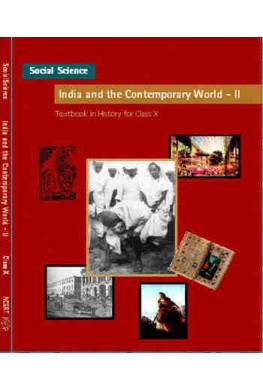 Social Science
India and the Contemporary World – II
Textbook in History for Class X
Social Science
India and the Contemporary World – II
Class X
NCERT